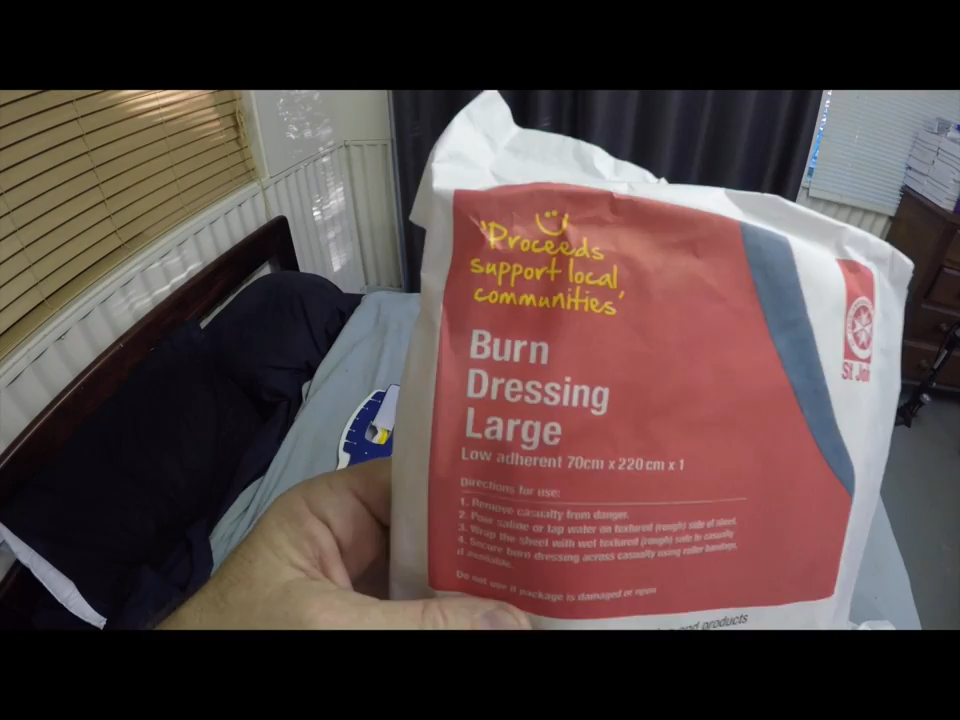 'Proceeds
support local
communities'
Burn
Dressing
Large
Low adherent 70cm x 220cm x 1
Directions for use:
1. Remove casualty from danger.
2. Pour saline or tap water on textured (rough) side of sheet.
3. Wrap the sheet with wet textured (rough) side to casualty
4. Secure burn dressing across casualty using roller bandage,
if available.
Do not use if package is damaged or open
and products
St